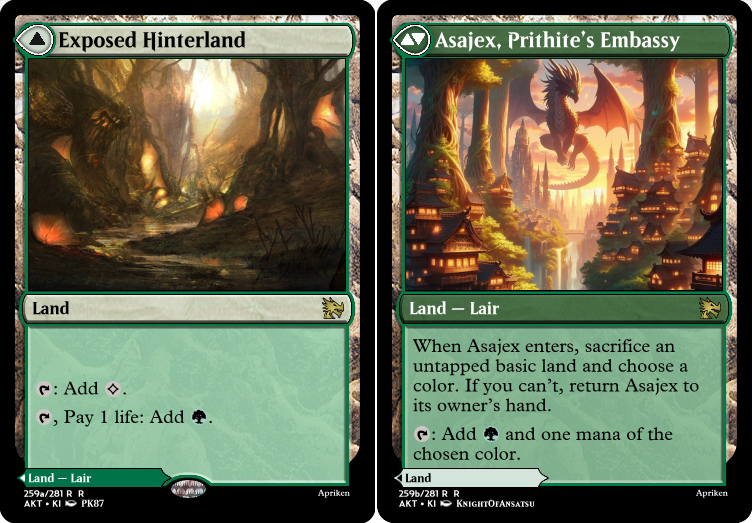 Exposed Hinterland
Land
: Add .
, Pay 1 life: Add .
Land — Lair
259a/281 R R
AKT • KI PK87
Apriken
Asajex, Prithite's Embassy
Land — Lair
When Asajex enters, sacrifice an
untapped basic land and choose a
color. If you can't, return Asajex to
its owner's hand.
: Add and one mana of the
chosen color.
Land
259b/281 R R
AKT • KI KnightOfAnsatsu
Apriken